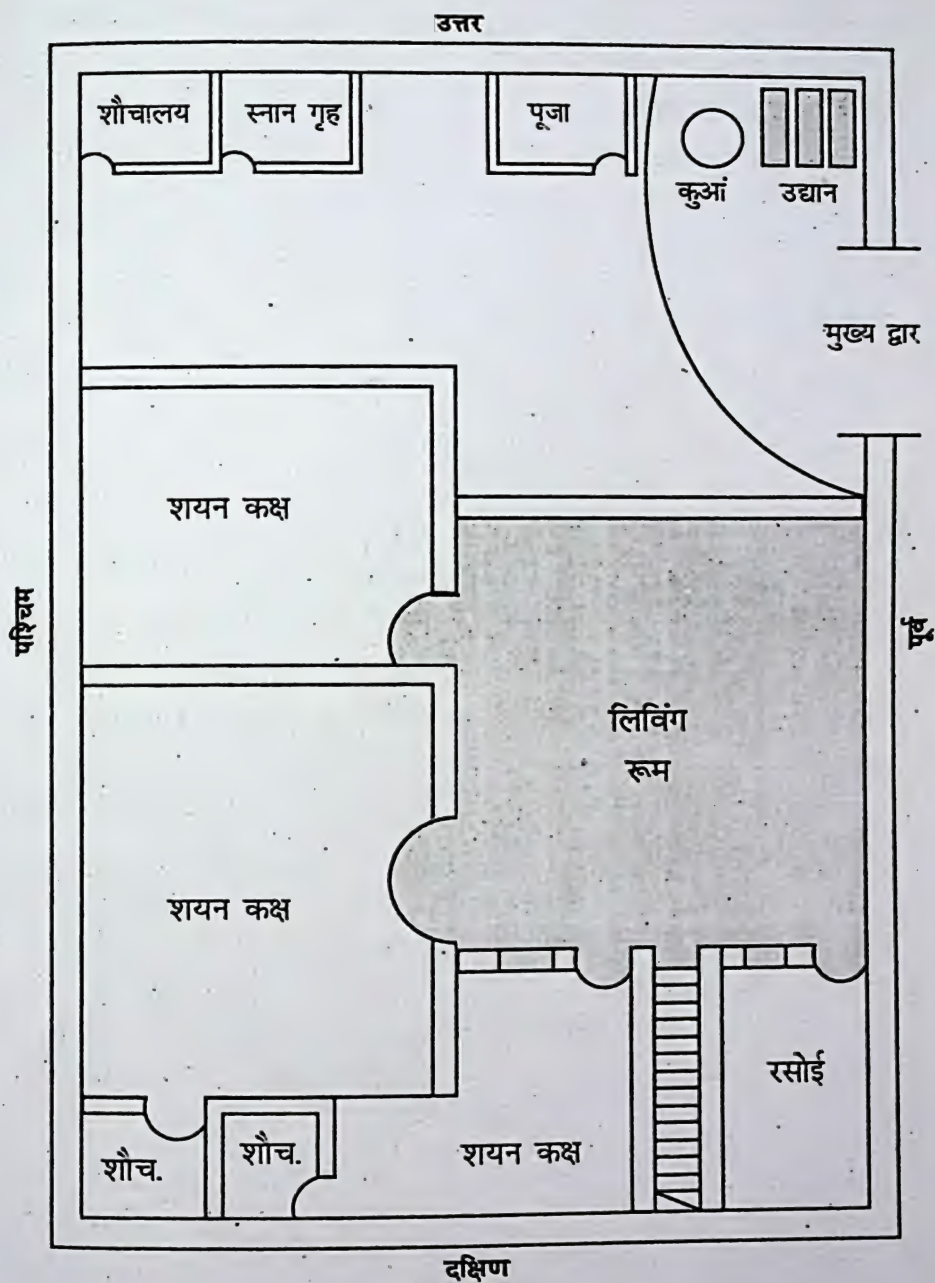 उत्तर
शौचालय
स्नान गृह
पूजा
कुआं
उद्यान
मुख्य द्वार
शयन कक्ष
पश्चिम
पूर्व
लिविंग
रूम
शयन कक्ष
रसोई
शौच.
शौच.
शयन कक्ष
दक्षिण